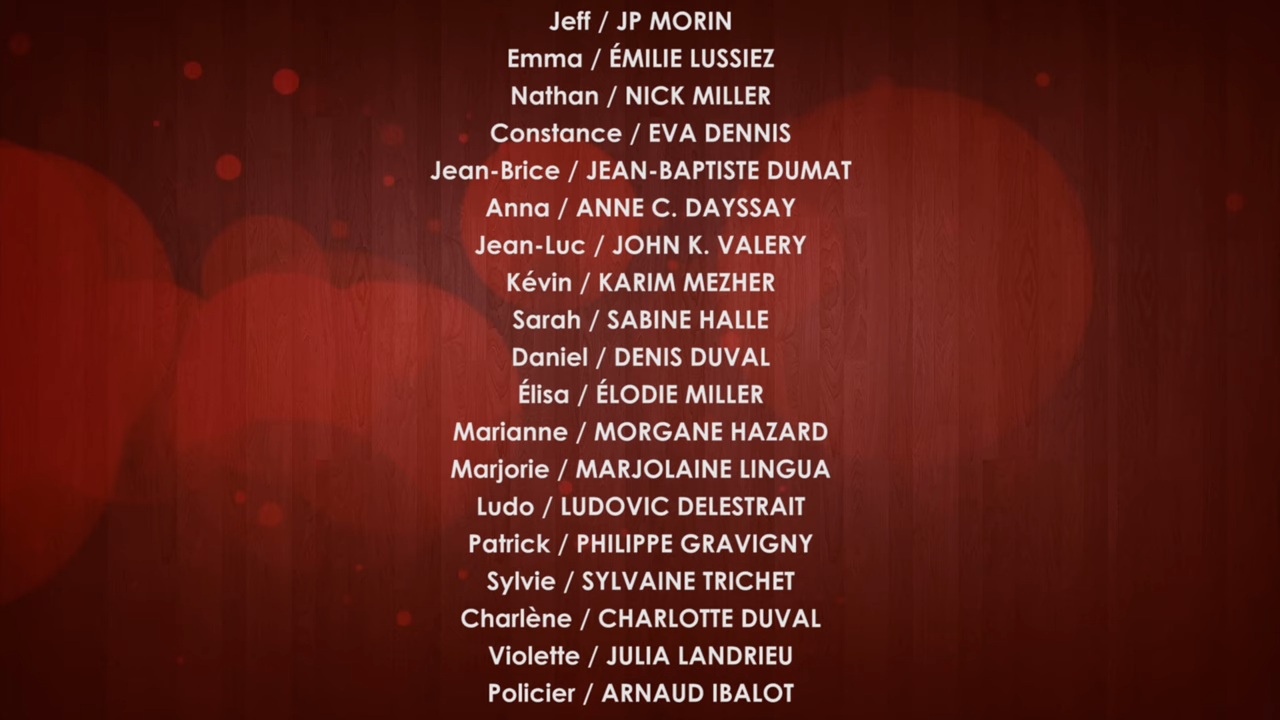 Jeff / JP MORIN
Emma / ÉMILIE LUSSIEZ
Nathan / NICK MILLER
Constance / EVA DENNIS
Jean-Brice / JEAN-BAPTISTE DUMAT
Anna / ANNE C. DAYSSAY
Jean-Luc / JOHN K. VALERY
Kévin / KARIM MEZHER
Sarah / SABINE HALLE
Daniel / DENIS DUVAL
Élisa / ÉLODIE MILLER
Marianne / MORGANE HAZARD
Marjorie / MARJOLAINE LINGUA
Ludo / LUDOVIC DELESTRAIT
Patrick / PHILIPPE GRAVIGNY
Sylvie / SYLVAINE TRICHET
Charlène / CHARLOTTE DUVAL
Violette / JULIA LANDRIEU
Policier / ARNAUD IBALOT